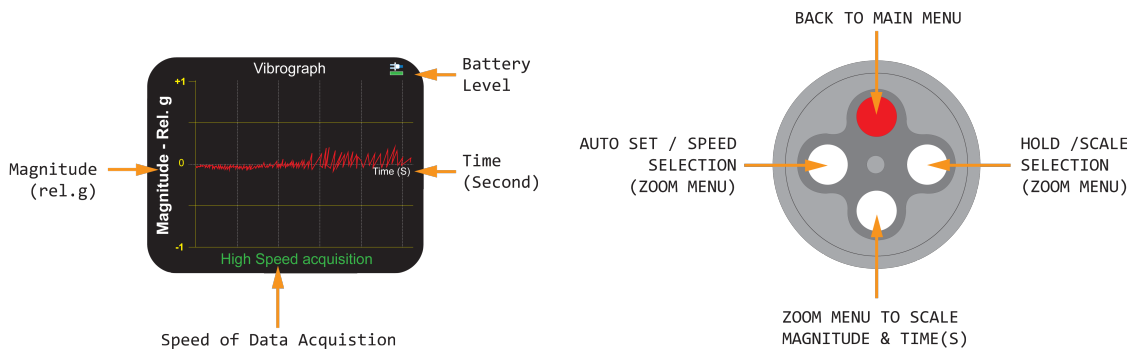 Vibrograph
+1
0
-1
Magnitude - Rel. g
Time (S)
High Speed acquisition
Battery
Level
Magnitude
(rel.g)
Time
(Second)
Speed of Data Acquistion
BACK TO MAIN MENU
AUTO SET / SPEED
SELECTION
(ZOOM MENU)
HOLD /SCALE
SELECTION
(ZOOM MENU)
ZOOM MENU TO SCALE
MAGNITUDE & TIME(S)